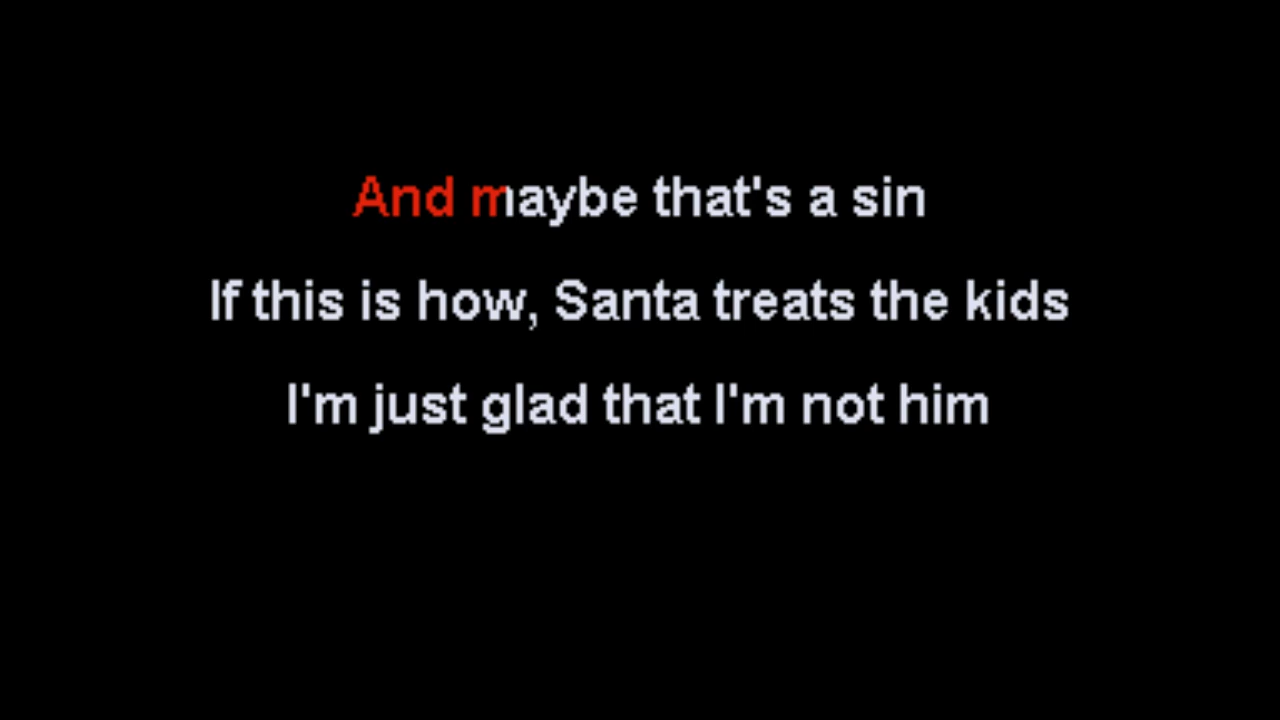 And maybe that's a sin
If this is how, Santa treats the kids
I'm just glad that I'm not him